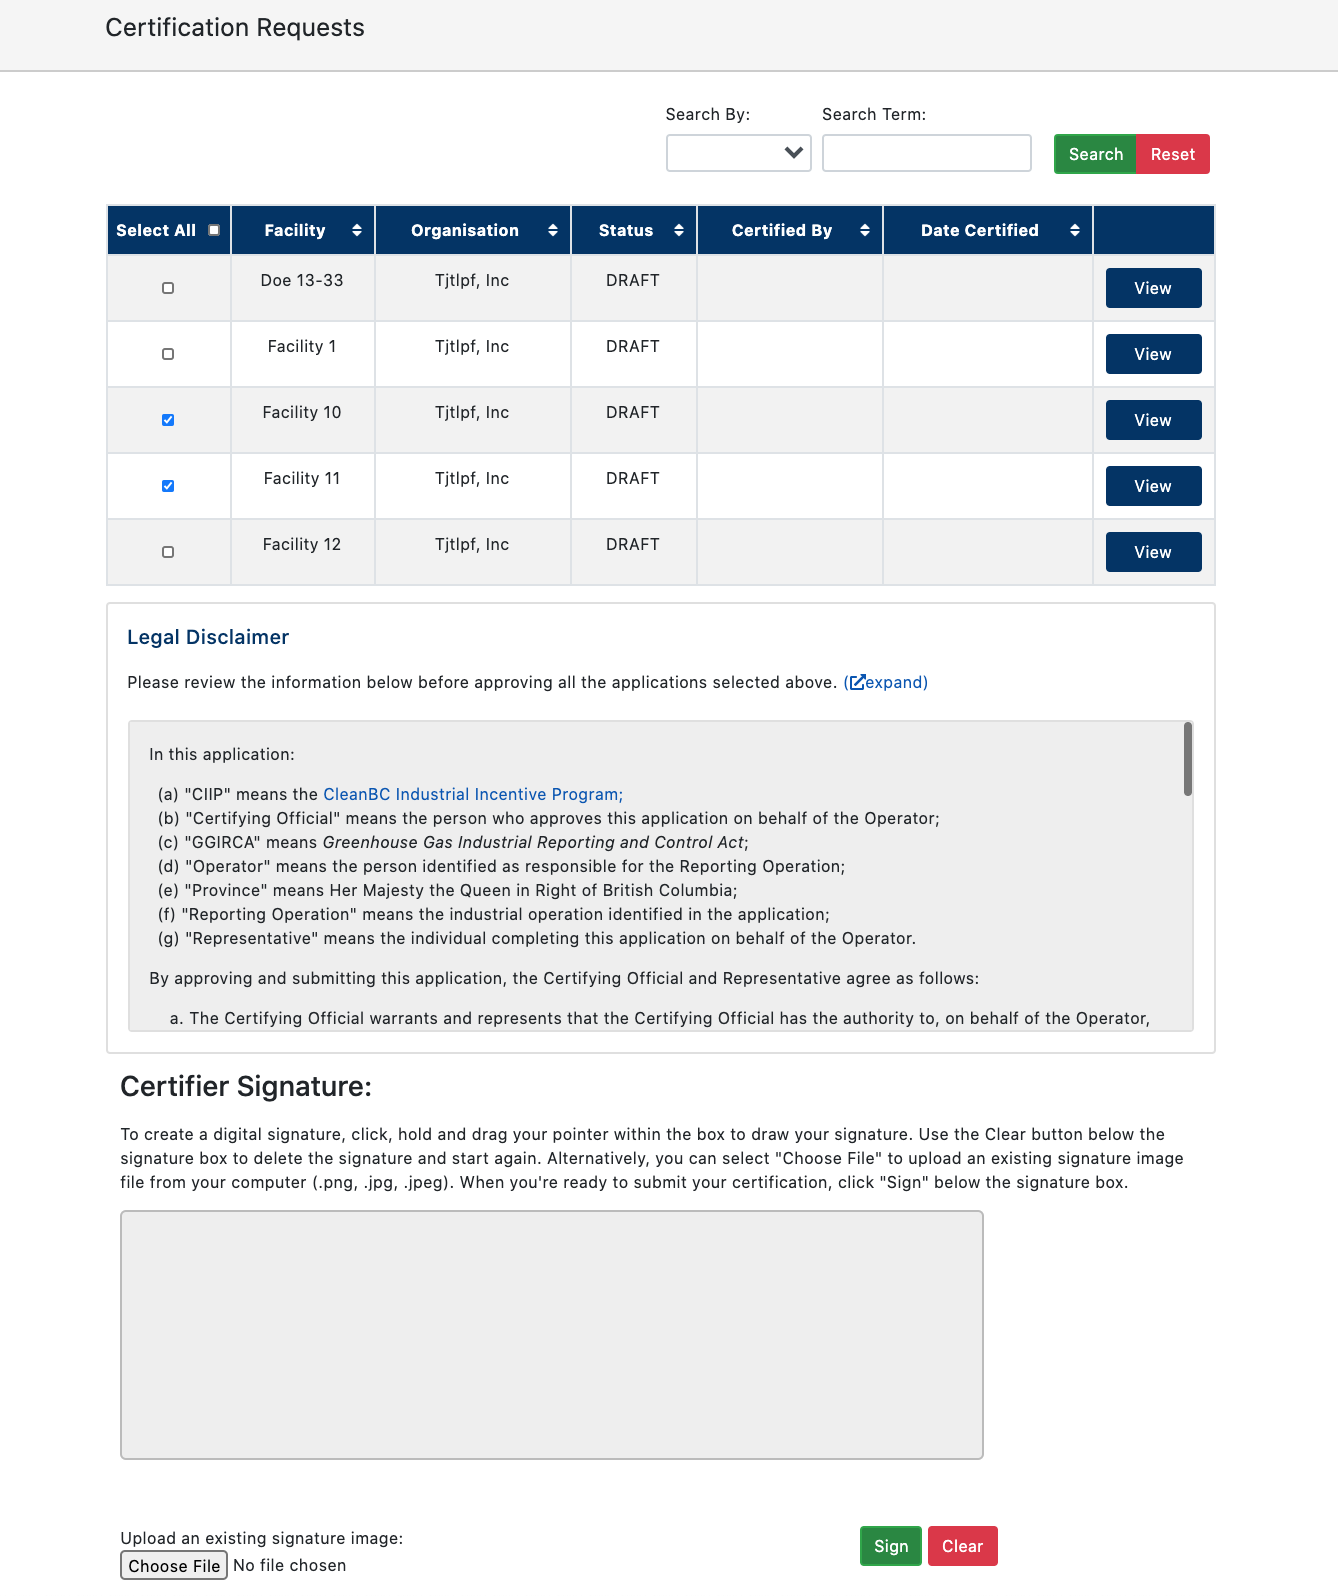 Certification Requests
Search By:
Search Term:
Search
Reset
Select All Facility Organisation Status Certified By Date Certified
Doe 13-33 Tjtlpf, Inc DRAFT View
Facility 1 Tjtlpf, Inc DRAFT View
Facility 10 Tjtlpf, Inc DRAFT View
Facility 11 Tjtlpf, Inc DRAFT View
Facility 12 Tjtlpf, Inc DRAFT View
Legal Disclaimer
Please review the information below before approving all the applications selected above. (expand)
In this application:
(a) "CIIP" means the CleanBC Industrial Incentive Program;
(b) "Certifying Official" means the person who approves this application on behalf of the Operator;
(c) "GGIRCA" means Greenhouse Gas Industrial Reporting and Control Act;
(d) "Operator" means the person identified as responsible for the Reporting Operation;
(e) "Province" means Her Majesty the Queen in Right of British Columbia;
(f) "Reporting Operation" means the industrial operation identified in the application;
(g) "Representative" means the individual completing this application on behalf of the Operator.
By approving and submitting this application, the Certifying Official and Representative agree as follows:
a. The Certifying Official warrants and represents that the Certifying Official has the authority to, on behalf of the Operator,
Certifier Signature:
To create a digital signature, click, hold and drag your pointer within the box to draw your signature. Use the Clear button below the
signature box to delete the signature and start again. Alternatively, you can select "Choose File" to upload an existing signature image
file from your computer (.png, .jpg, .jpeg). When you're ready to submit your certification, click "Sign" below the signature box.
Upload an existing signature image:
Choose File No file chosen
Sign
Clear